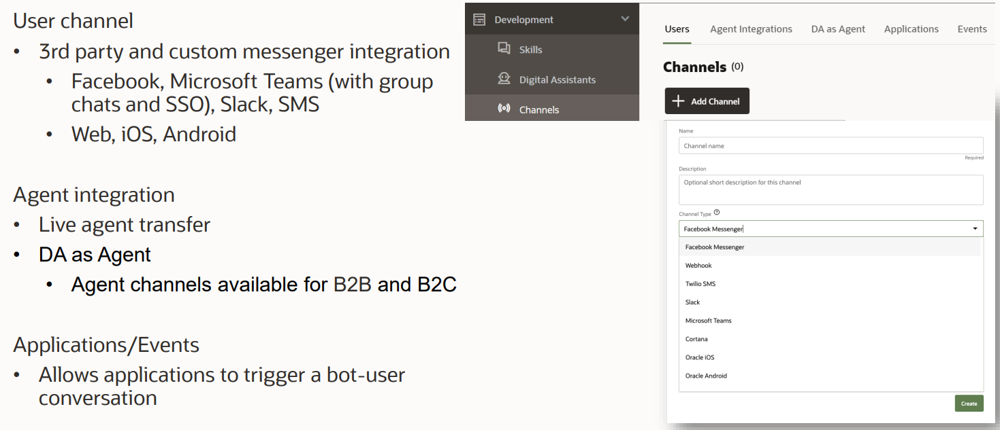 User channel
• 3rd party and custom messenger integration
• Facebook, Microsoft Teams (with group
chats and SSO), Slack, SMS
• Web, iOS, Android
Agent integration
• Live agent transfer
• DA as Agent
• Agent channels available for B2B and B2C
Applications/Events
• Allows applications to trigger a bot-user
conversation
Development
Skills
Digital Assistants
Channels
Users Agent Integrations DA as Agent Applications Events
Channels (0)
+ Add Channel
Name
Channel name
Required
Description
Optional short description for this channel
Channel Type ?
Facebook Messenger
Facebook Messenger
Webhook
Twilio SMS
Slack
Microsoft Teams
Cortana
Oracle iOS
Oracle Android
Create